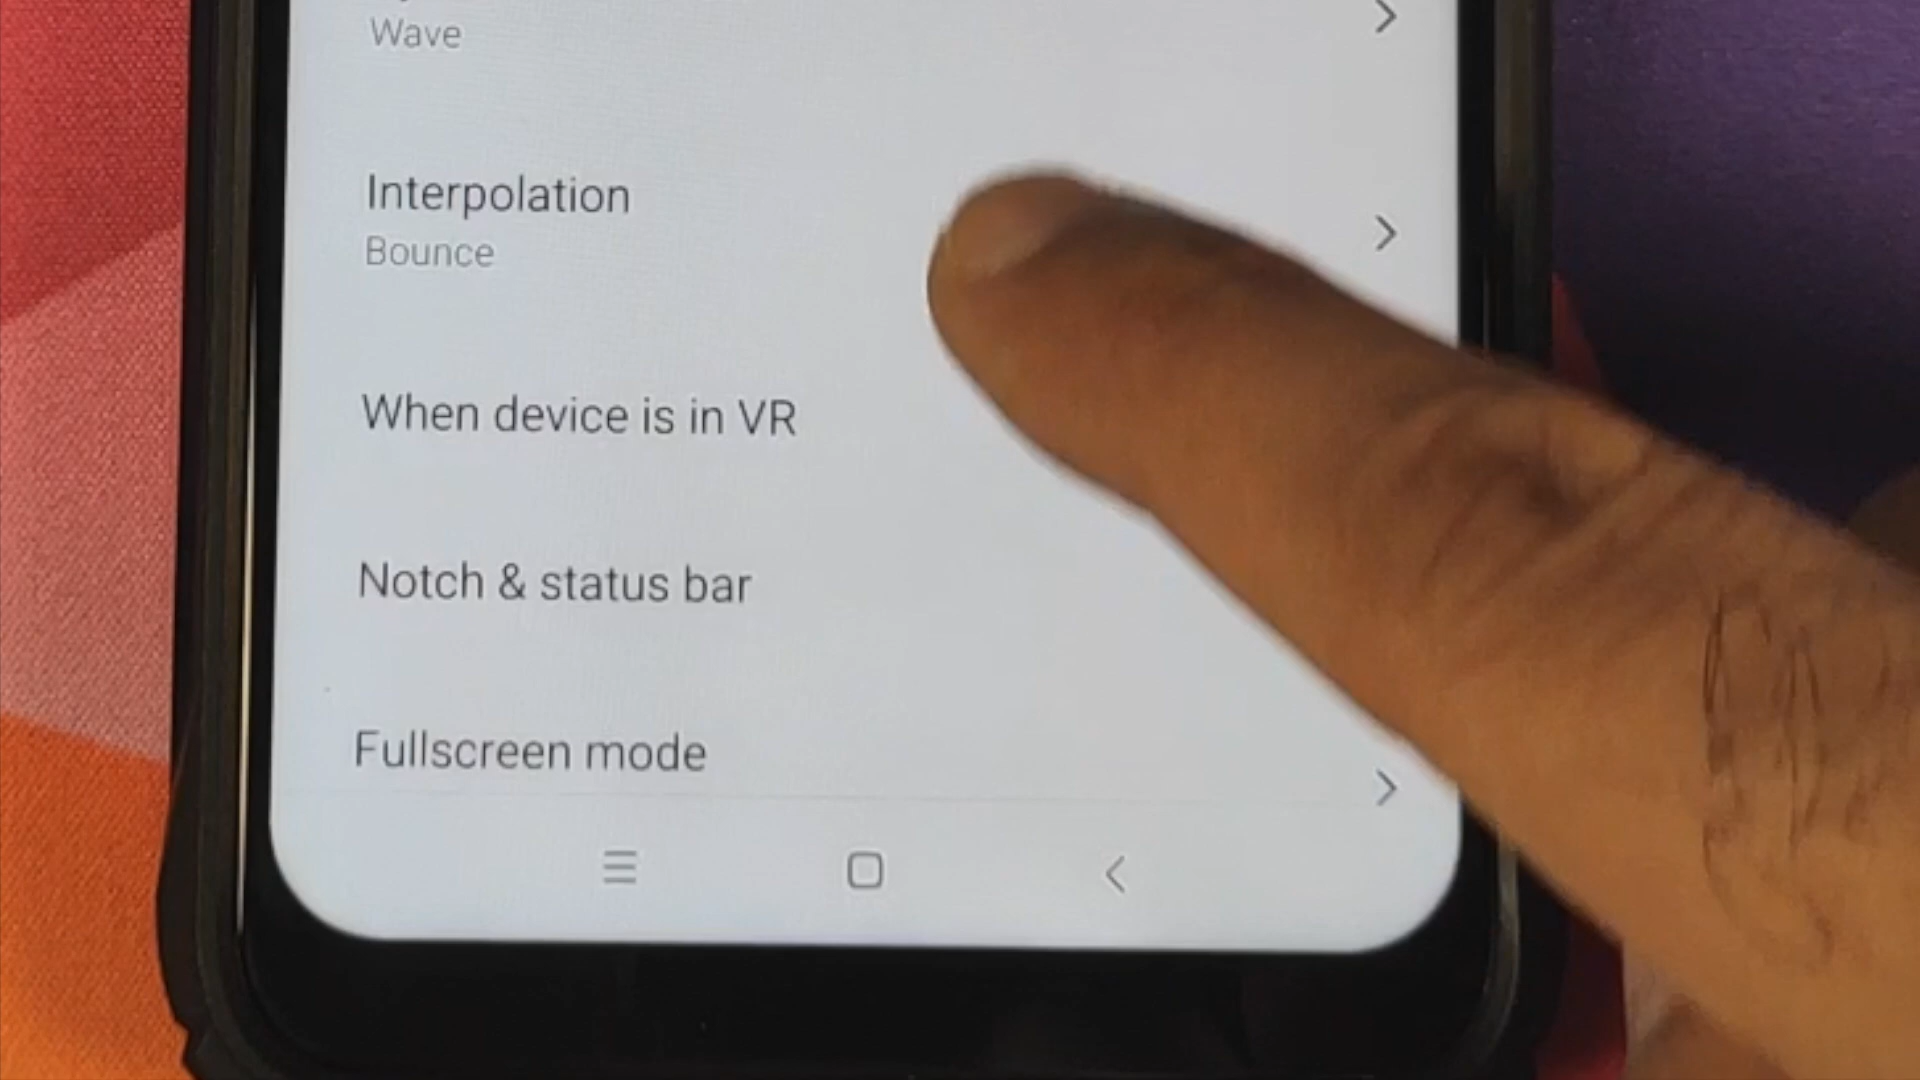 Wave
Interpolation
Bounce
When device is in VR
Notch & status bar
Fullscreen mode